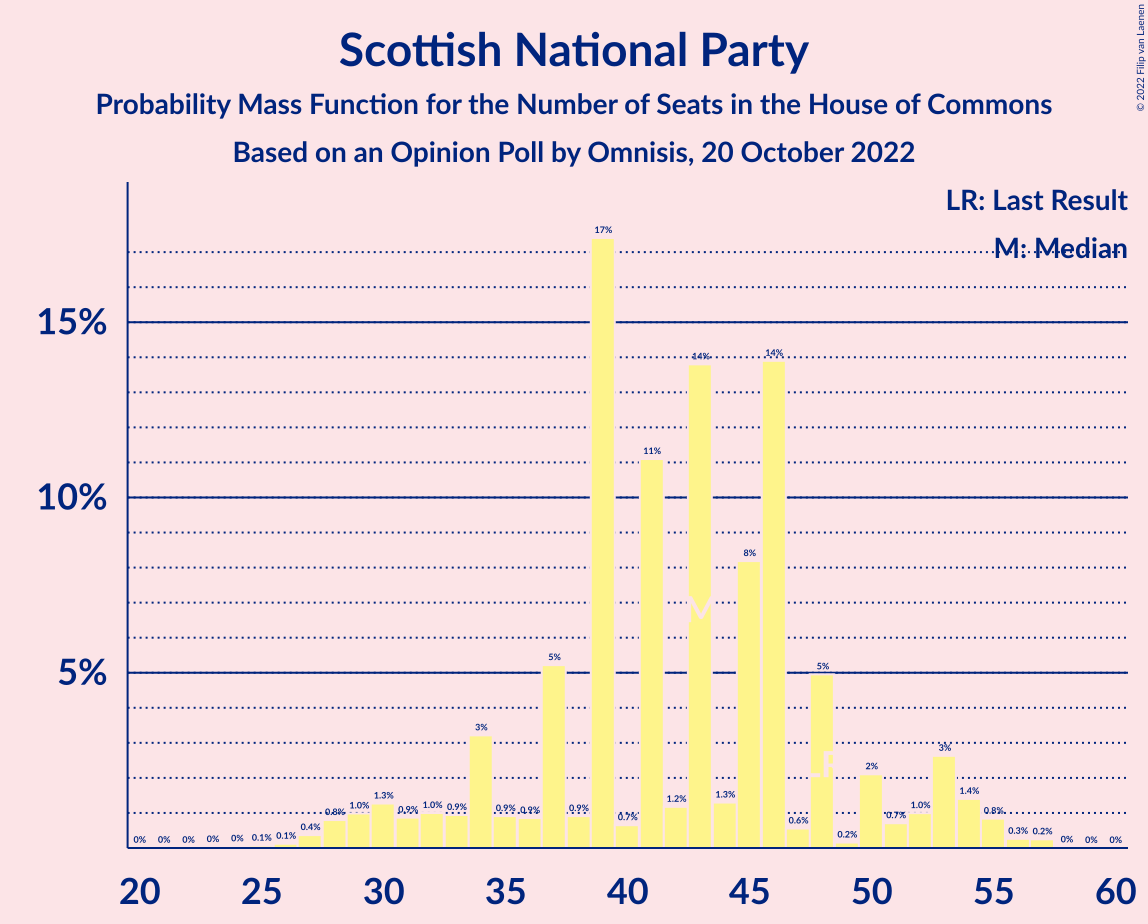 Scottish National Party
Probability Mass Function for the Number of Seats in the House of Commons
Based on an Opinion Poll by Omnisis, 20 October 2022
© 2022 Filip van Laenen
LR: Last Result
M: Median
15%
10%
5%
0% 0% 0% 0% 0% 0.1% 0.1% 0.4% 0.8% 1.0% 1.3% 0.9% 1.0% 0.9% 3% 0.9% 0.9% 5% 0.9% 17% 0.7% 11% 1.2% 14% 1.3% 8% 14% 0.6% 5% 0.2% 2% 0.7% 1.0% 3% 1.4% 0.8% 0.3% 0.2% 0% 0% 0%
M
LR
20 25 30 35 40 45 50 55 60